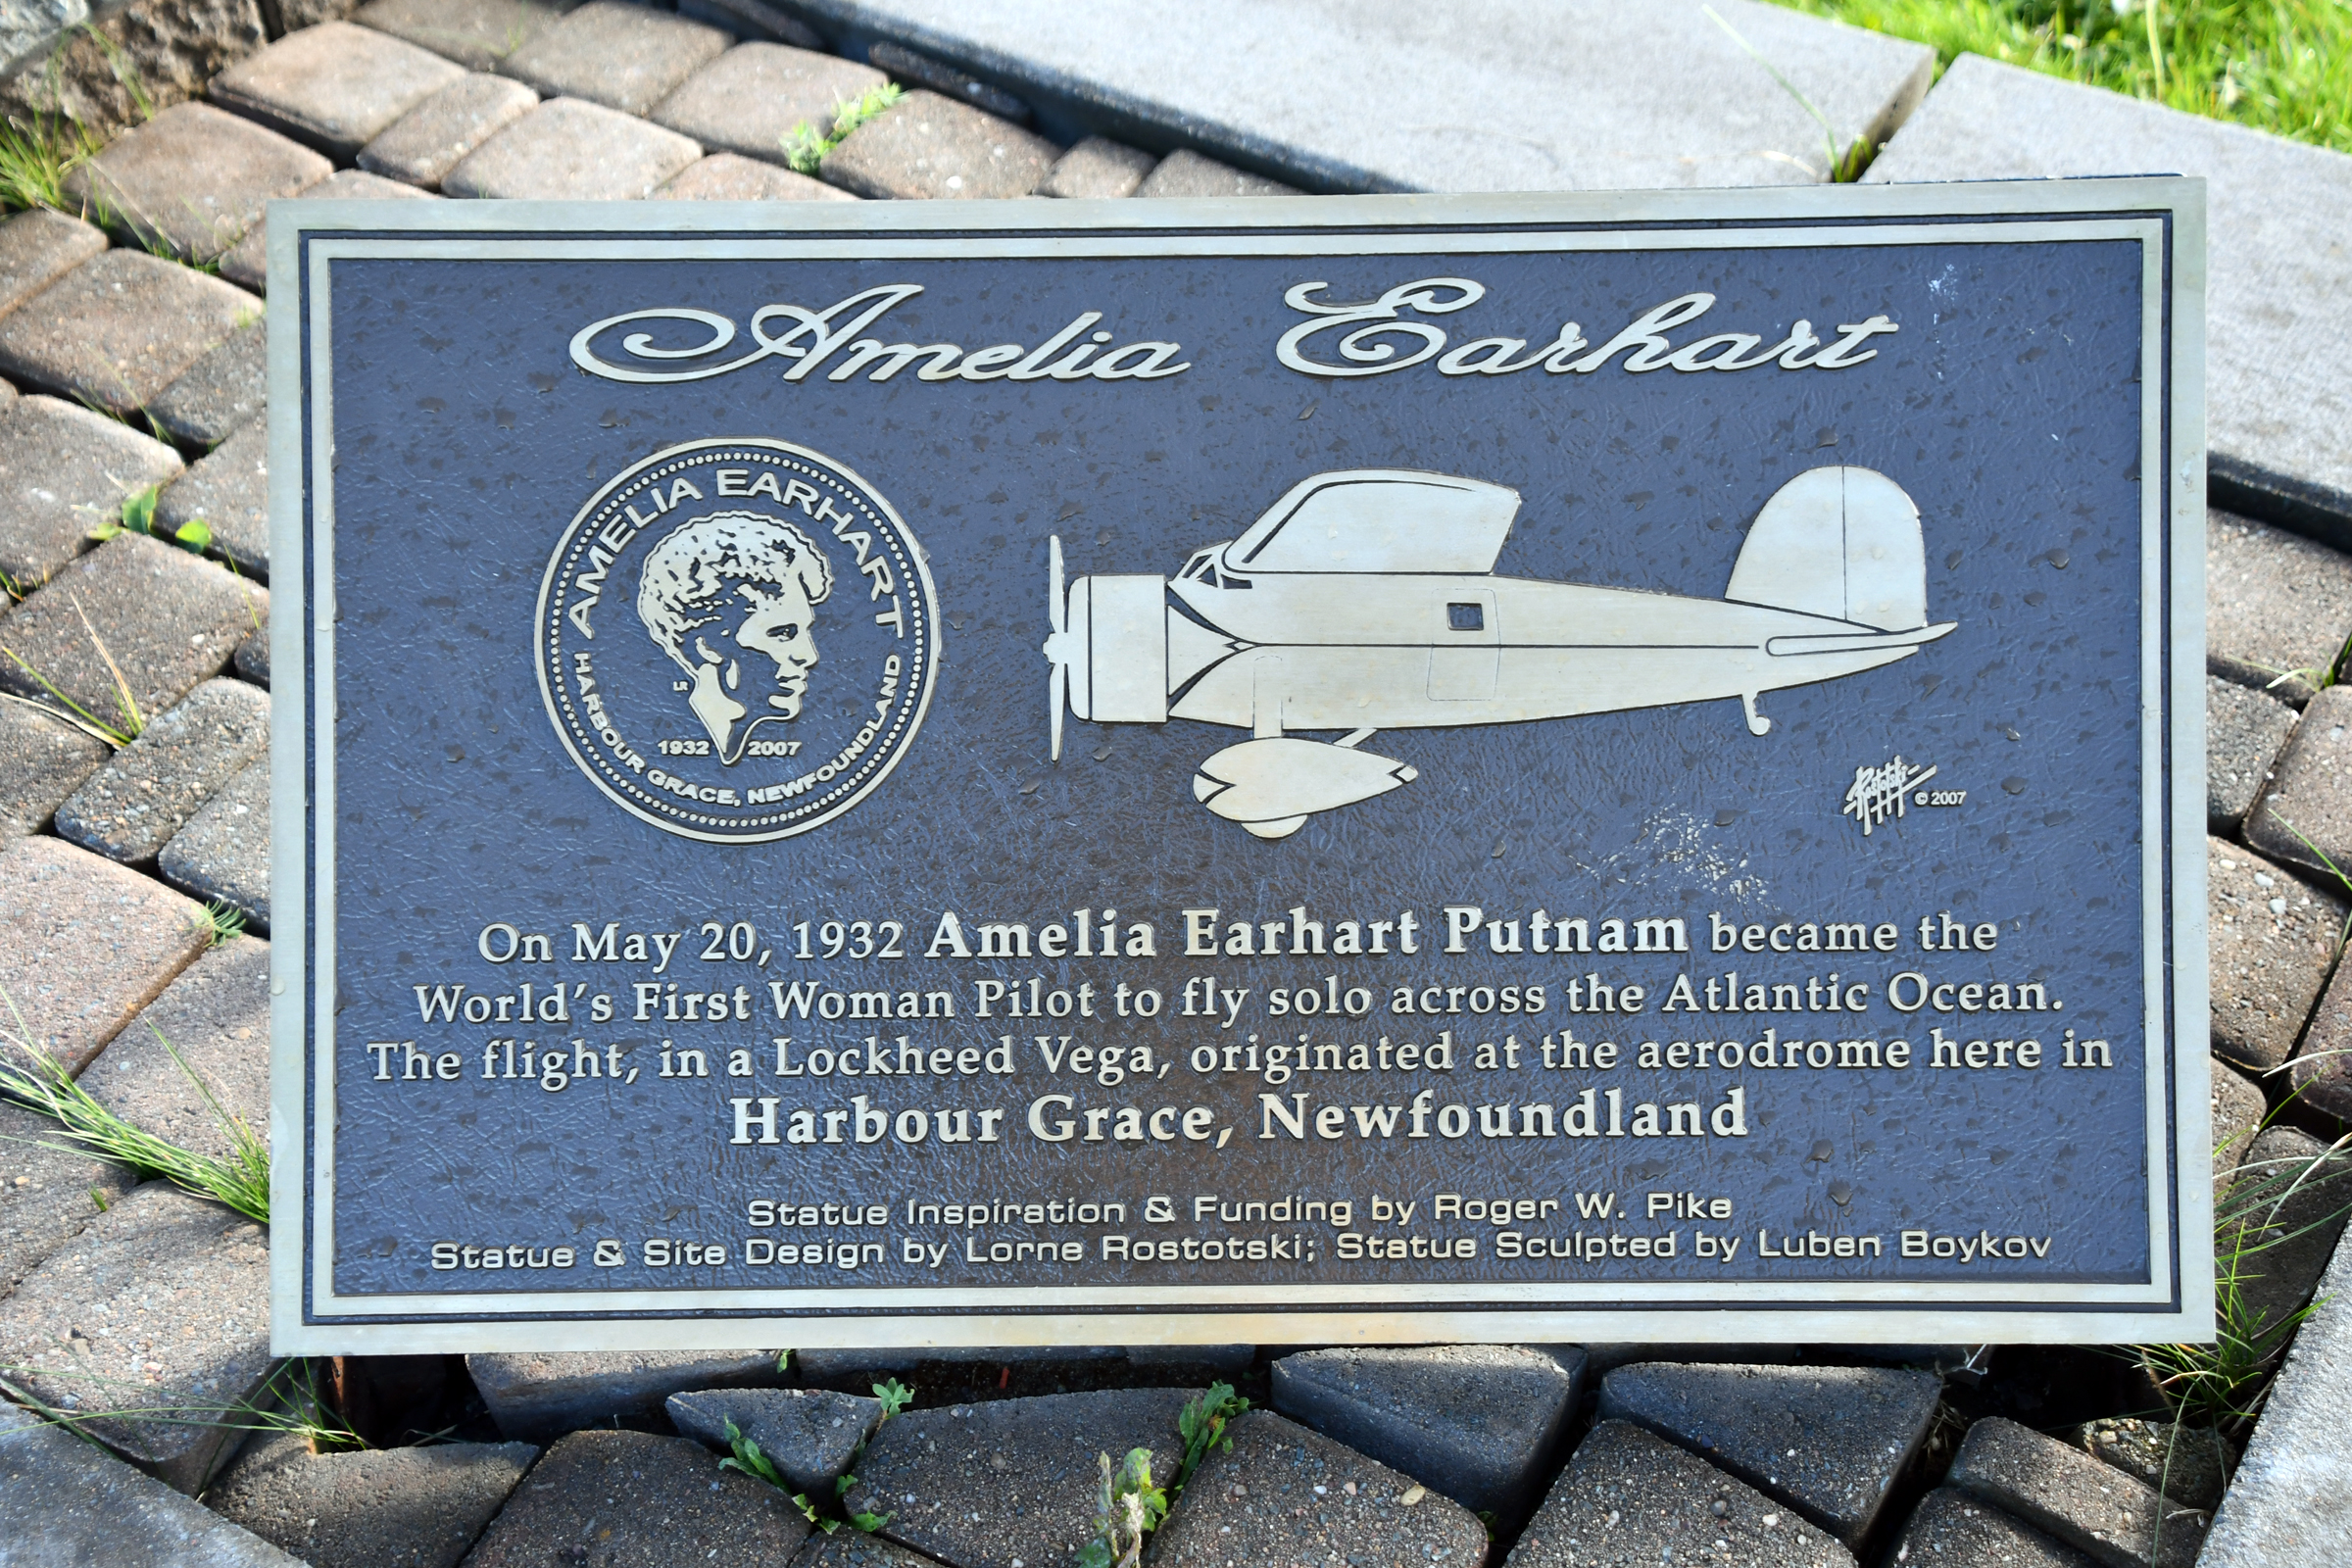 Amelia Earhart
AMELIA EARHART
LR
1932 2007
HARBOUR GRACE, NEWFOUNDLAND
Rostotski © 2007
On May 20, 1932 Amelia Earhart Putnam became the
World's First Woman Pilot to fly solo across the Atlantic Ocean.
The flight, in a Lockheed Vega, originated at the aerodrome here in
Harbour Grace, Newfoundland
Statue Inspiration & Funding by Roger W. Pike
Statue & Site Design by Lorne Rostotski; Statue Sculpted by Luben Boykov